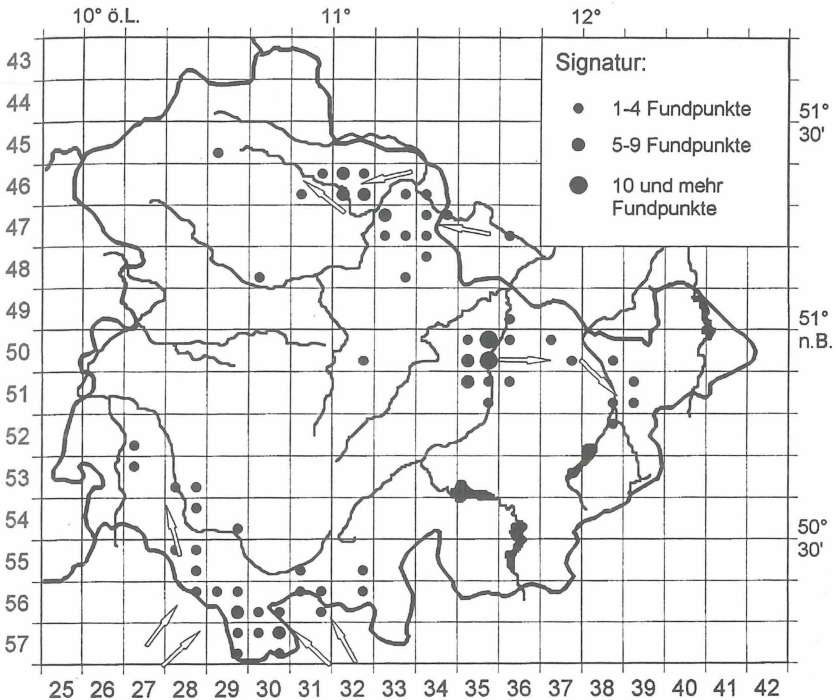 10° ö.L.
11°
12°
43
44
45
46
47
48
49
50
51
52
53
54
55
56
57
Signatur:
1-4 Fundpunkte
5-9 Fundpunkte
10 und mehr
Fundpunkte
51°
30'
51°
n.B.
50°
30'
25 26 27 28 29 30 31 32 33 34 35 36 37 38 39 40 41 42